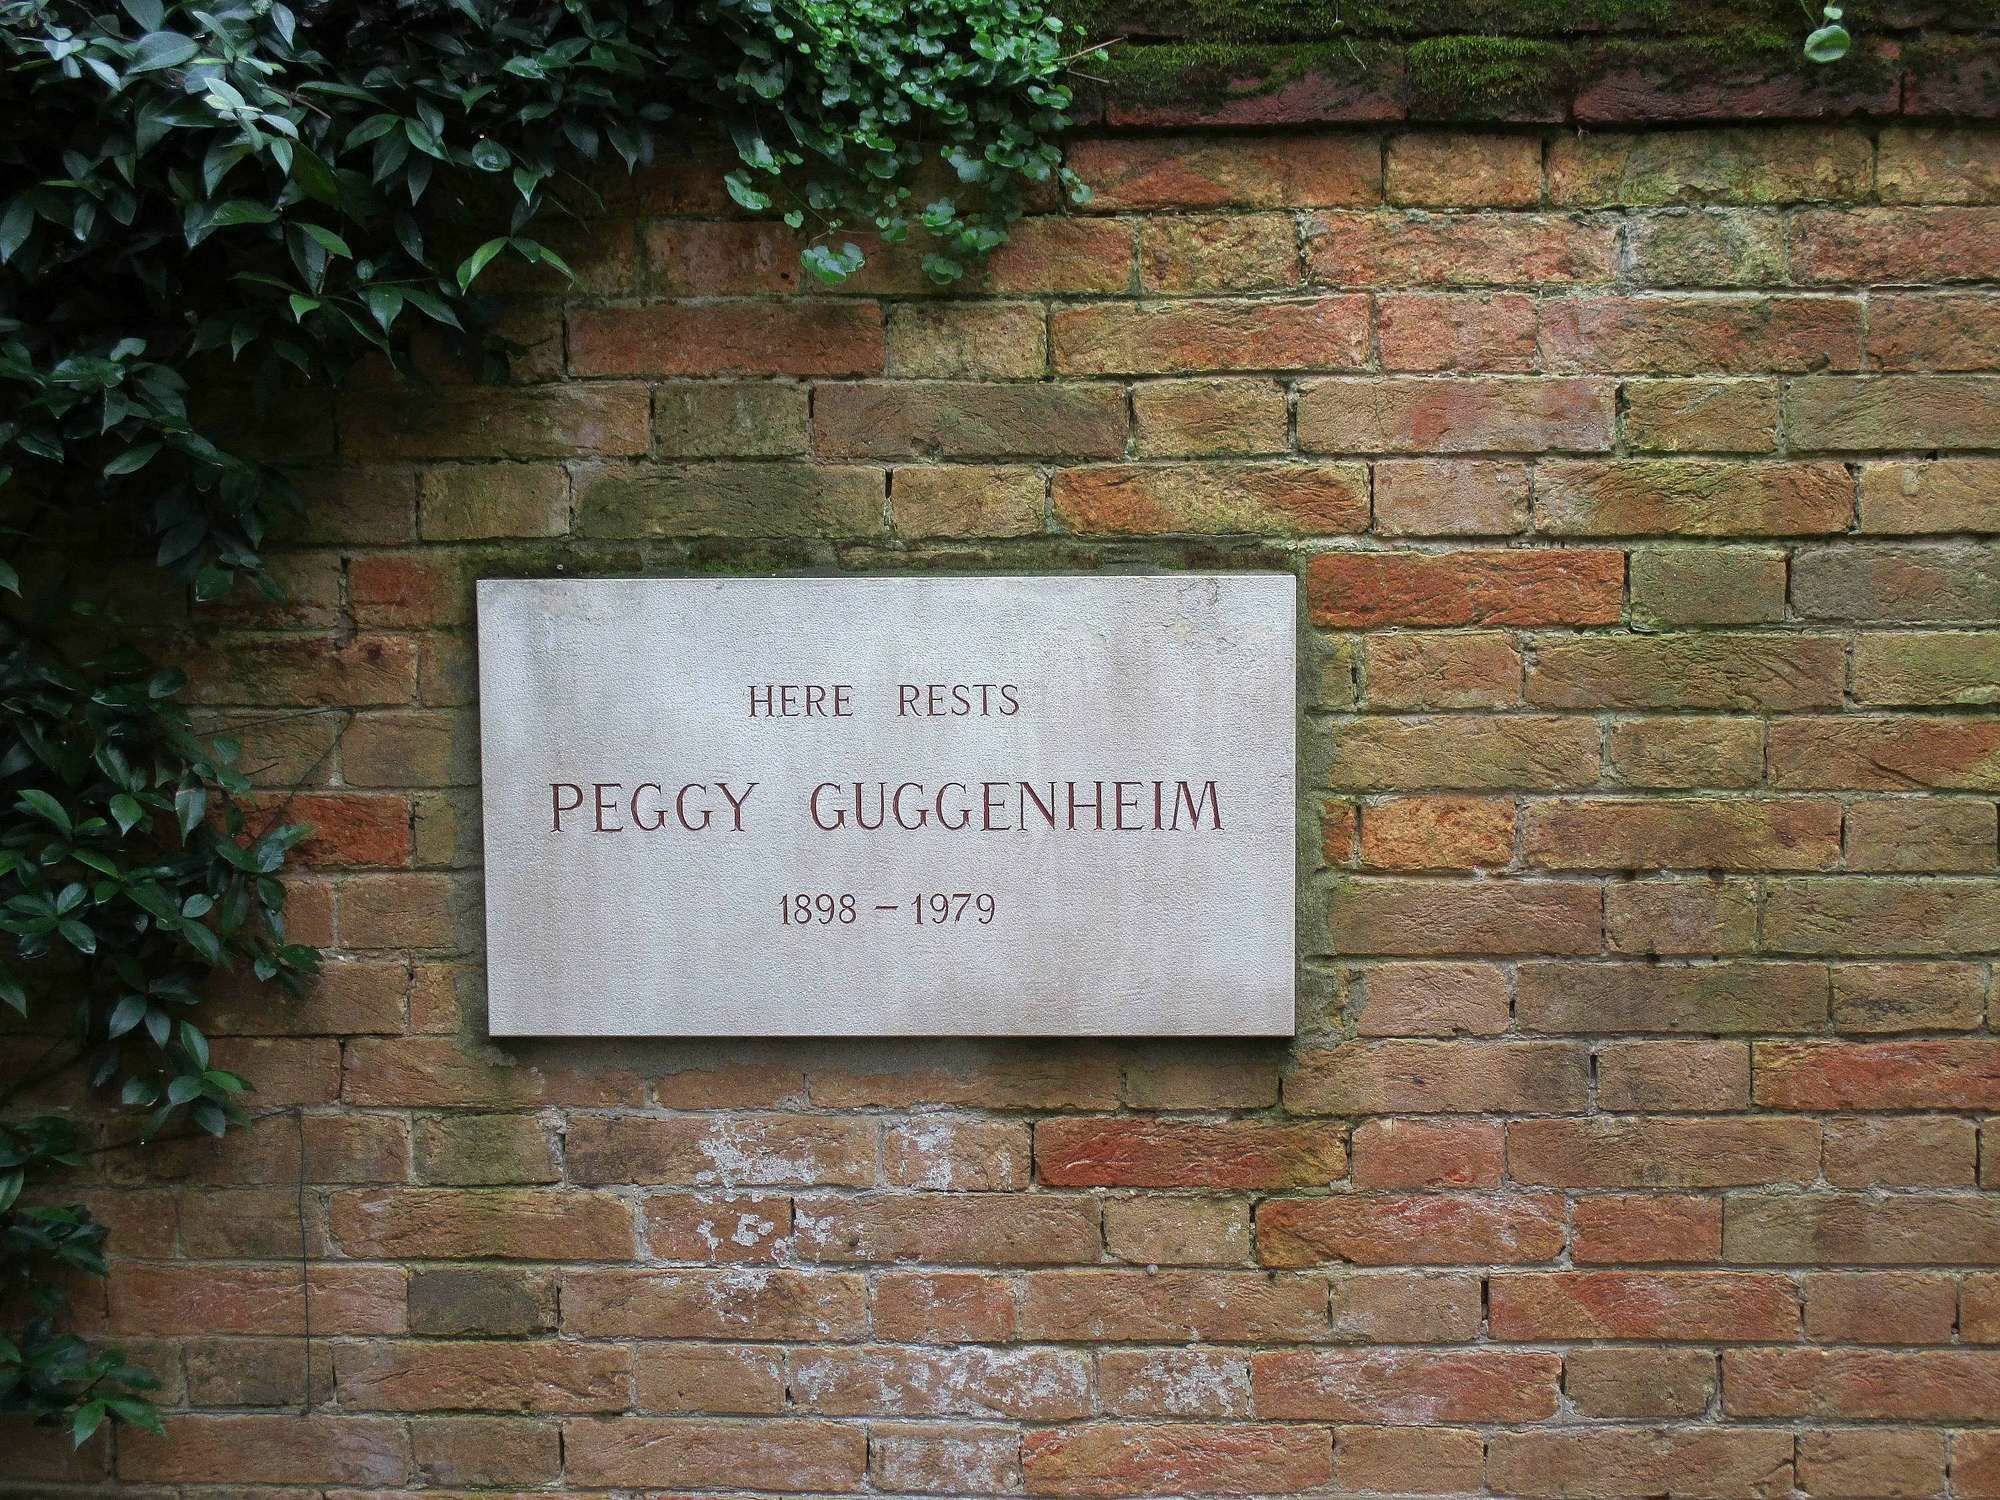 HERE RESTS
PEGGY GUGGENHEIM
1898 – 1979